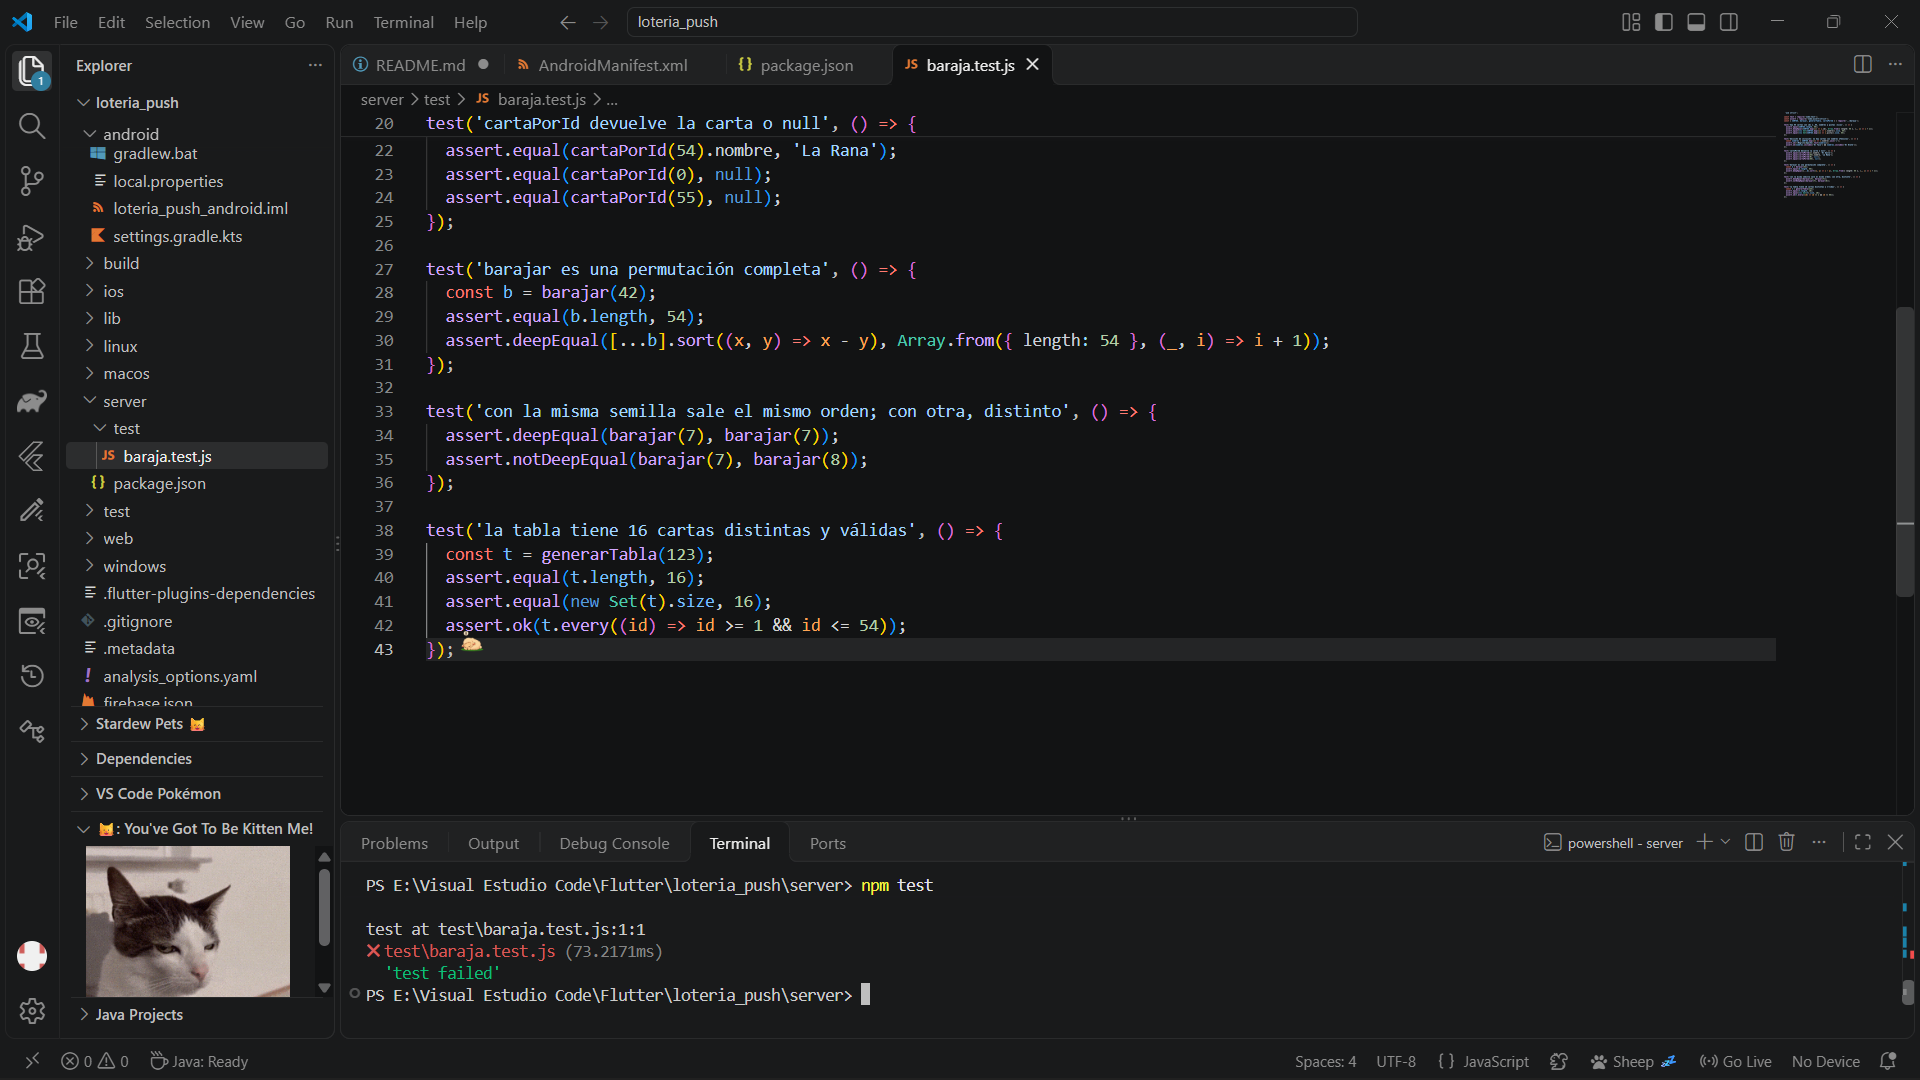 File Edit Selection View Go Run Terminal Help
loteria_push
Explorer
loteria_push
android
gradlew.bat
local.properties
loteria_push_android.iml
settings.gradle.kts
build
ios
lib
linux
macos
server
test
JS baraja.test.js
{} package.json
test
web
windows
.flutter-plugins-dependencies
.gitignore
.metadata
! analysis_options.yaml
firebase.json
Stardew Pets 🐱
Dependencies
VS Code Pokémon
🐱: You've Got To Be Kitten Me!
Java Projects
README.md
AndroidManifest.xml
{} package.json
JS baraja.test.js
server > test > JS baraja.test.js > ...
20 test('cartaPorId devuelve la carta o null', () => {
22 assert.equal(cartaPorId(54).nombre, 'La Rana');
23 assert.equal(cartaPorId(0), null);
24 assert.equal(cartaPorId(55), null);
25 });
26
27 test('barajar es una permutación completa', () => {
28 const b = barajar(42);
29 assert.equal(b.length, 54);
30 assert.deepEqual([...b].sort((x, y) => x - y), Array.from({ length: 54 }, (_, i) => i + 1));
31 });
32
33 test('con la misma semilla sale el mismo orden; con otra, distinto', () => {
34 assert.deepEqual(barajar(7), barajar(7));
35 assert.notDeepEqual(barajar(7), barajar(8));
36 });
37
38 test('la tabla tiene 16 cartas distintas y válidas', () => {
39 const t = generarTabla(123);
40 assert.equal(t.length, 16);
41 assert.equal(new Set(t).size, 16);
42 assert.ok(t.every((id) => id >= 1 && id <= 54));
43 });
Problems Output Debug Console Terminal Ports
powershell - server
PS E:\Visual Estudio Code\Flutter\loteria_push\server> npm test
test at test\baraja.test.js:1:1
✖ test\baraja.test.js (73.2171ms)
'test failed'
PS E:\Visual Estudio Code\Flutter\loteria_push\server>
1
0 0 Java: Ready
Spaces: 4 UTF-8 {} JavaScript Sheep 💤 Go Live No Device